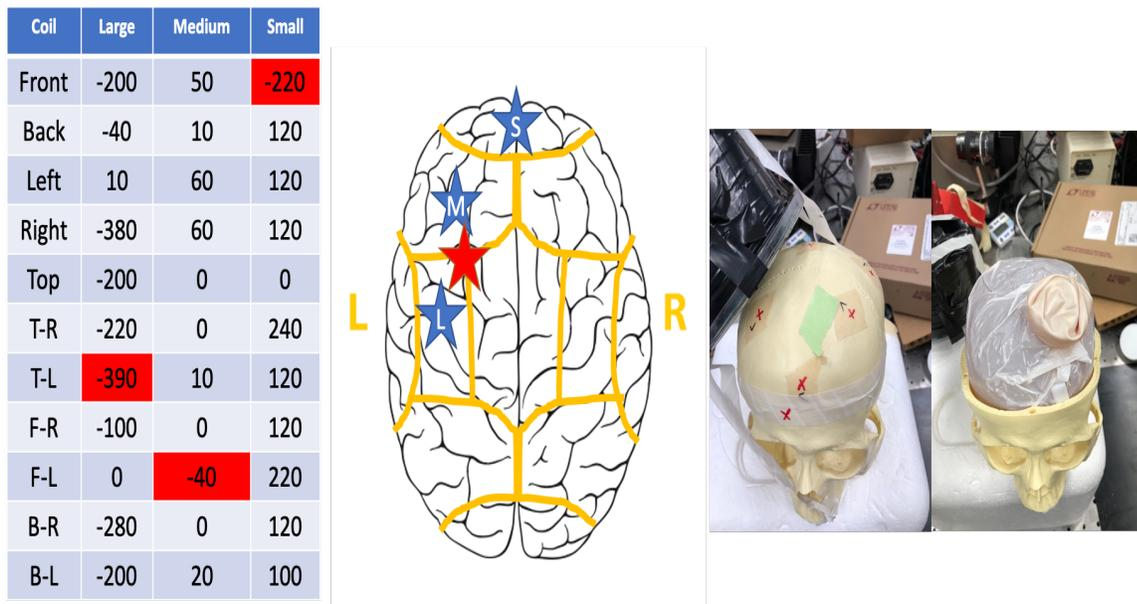 Coil Large Medium Small
Front -200 50 -220
Back -40 10 120
Left 10 60 120
Right -380 60 120
Top -200 0 0
T-R -220 0 240
T-L -390 10 120
F-R -100 0 120
F-L 0 -40 220
B-R -280 0 120
B-L -200 20 100
S
M
L
L
R